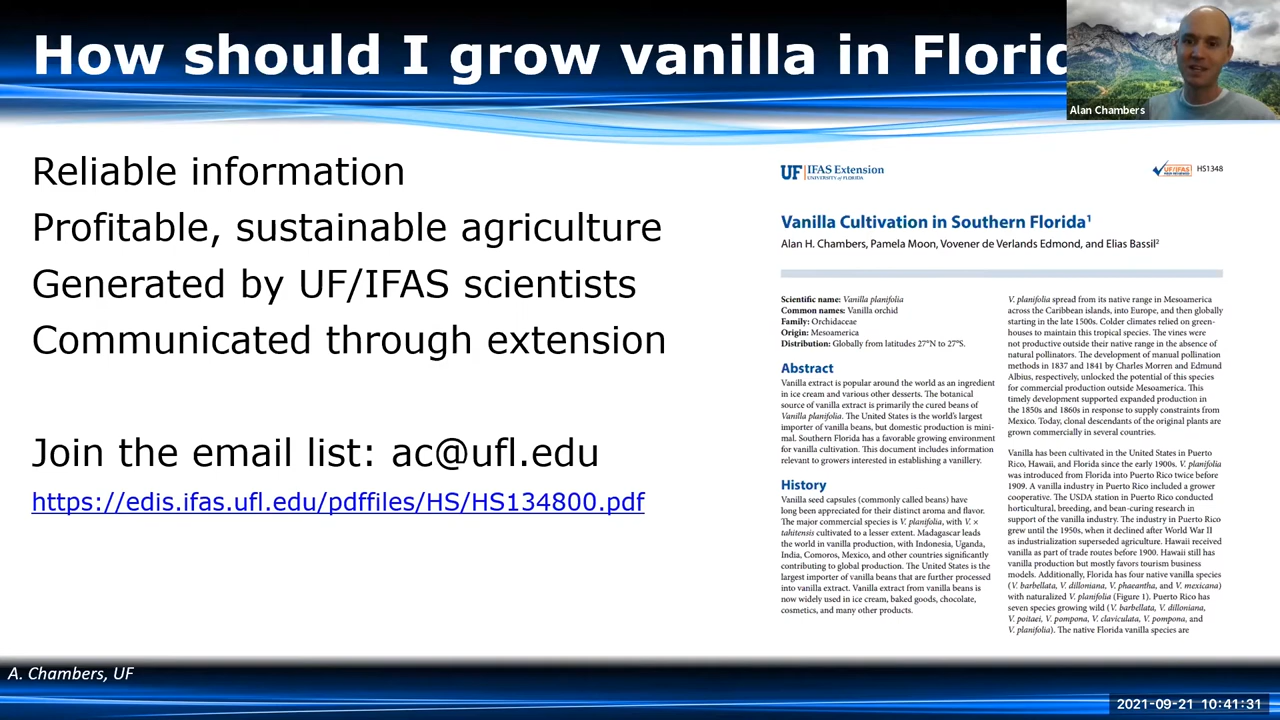 How should I grow vanilla in Florid
Alan Chambers
Reliable information
Profitable, sustainable agriculture
Generated by UF/IFAS scientists
Communicated through extension
Join the email list: ac@ufl.edu
https://edis.ifas.ufl.edu/pdffiles/HS/HS134800.pdf
UF IFAS Extension
UNIVERSITY of FLORIDA
UF/IFAS
HS1348
Vanilla Cultivation in Southern Florida¹
Alan H. Chambers, Pamela Moon, Vovener de Verlands Edmond, and Elias Bassil²
Scientific name: Vanilla planifolia
Common names: Vanilla orchid
Family: Orchidaceae
Origin: Mesoamerica
Distribution: Globally from latitudes 27°N to 27°S.
Abstract
Vanilla extract is popular around the world as an ingredient
in ice cream and various other desserts. The botanical
source of vanilla extract is primarily the cured beans of
Vanilla planifolia. The United States is the world's largest
importer of vanilla beans, but domestic production is mini-
mal. Southern Florida has a favorable growing environment
for vanilla cultivation. This document includes information
relevant to growers interested in establishing a vanillery.
History
Vanilla seed capsules (commonly called beans) have
long been appreciated for their distinct aroma and flavor.
The major commercial species is V. planifolia, with V. ×
tahitensis cultivated to a lesser extent. Madagascar leads
the world in vanilla production, with Indonesia, Uganda,
India, Comoros, Mexico, and other countries significantly
contributing to global production. The United States is the
largest importer of vanilla beans that are further processed
into vanilla extract. Vanilla extract from vanilla beans is
now widely used in ice cream, baked goods, chocolate,
cosmetics, and many other products.
V. planifolia spread from its native range in Mesoamerica
across the Caribbean islands, into Europe, and then globally
starting in the late 1500s. Colder climates relied on green-
houses to maintain this tropical species. The vines were
not productive outside their native range in the absence of
natural pollinators. The development of manual pollination
methods in 1837 and 1841 by Charles Morren and Edmund
Albius, respectively, unlocked the potential of this species
for commercial production outside Mesoamerica. This
timely development supported expanded production in
the 1850s and 1860s in response to supply constraints from
Mexico. Today, clonal descendants of the original plants are
grown commercially in several countries.
Vanilla has been cultivated in the United States in Puerto
Rico, Hawaii, and Florida since the early 1900s. V. planifolia
was introduced from Florida into Puerto Rico twice before
1909. A vanilla industry in Puerto Rico included a grower
cooperative. The USDA station in Puerto Rico conducted
horticultural, breeding, and bean-curing research in
support of the vanilla industry. The industry in Puerto Rico
grew until the 1950s, when it declined after World War II
as industrialization superseded agriculture. Hawaii received
vanilla as part of trade routes before 1900. Hawaii still has
vanilla production but mostly favors tourism business
models. Additionally, Florida has four native vanilla species
(V. barbellata, V. dilloniana, V. phaeantha, and V. mexicana)
with naturalized V. planifolia (Figure 1). Puerto Rico has
seven species growing wild (V. barbellata, V. dilloniana,
V. poitaei, V. pompona, V. claviculata, V. pompona, and
V. planifolia). The native Florida vanilla species are
A. Chambers, UF
2021-09-21 10:41:31